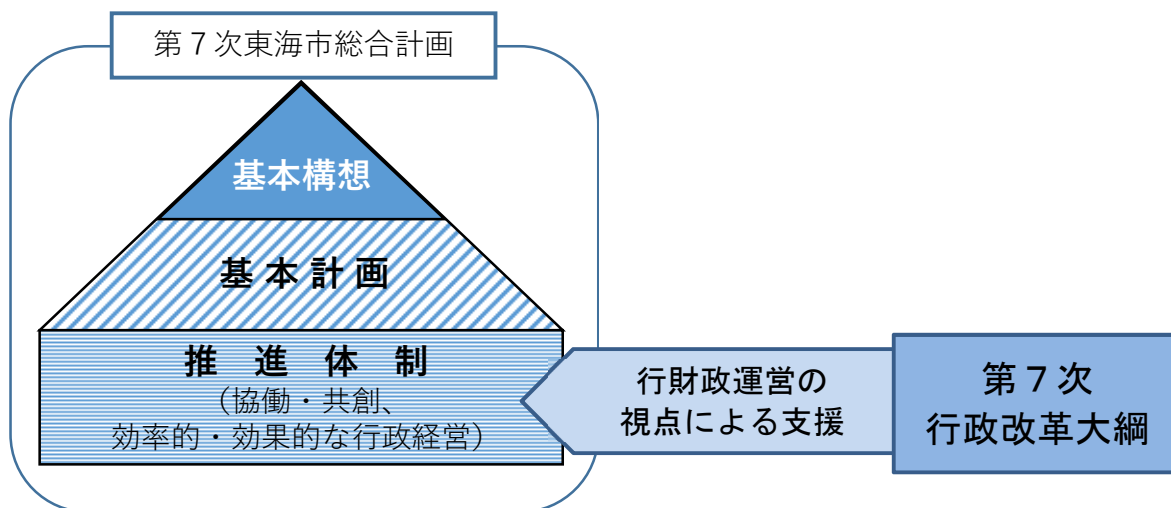 第７次東海市総合計画
基本構想
基 本 計 画
推 進 体 制
（協働・共創、
効率的・効果的な行政経営）
行財政運営の
視点による支援
第７次
行政改革大綱